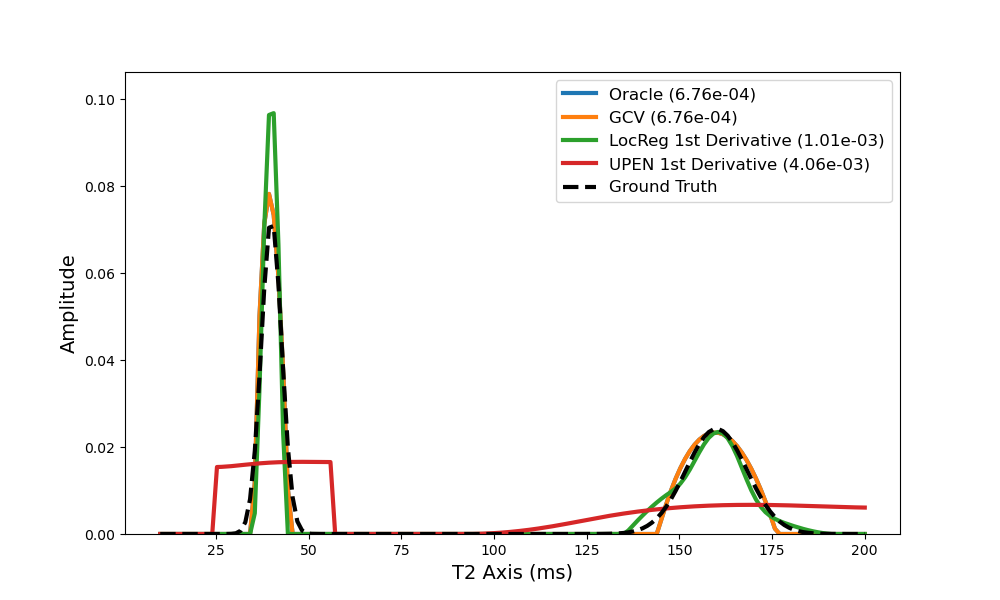 Oracle (6.76e-04)
GCV (6.76e-04)
LocReg 1st Derivative (1.01e-03)
UPEN 1st Derivative (4.06e-03)
Ground Truth
Amplitude
0.10
0.08
0.06
0.04
0.02
0.00
25 50 75 100 125 150 175 200
T2 Axis (ms)